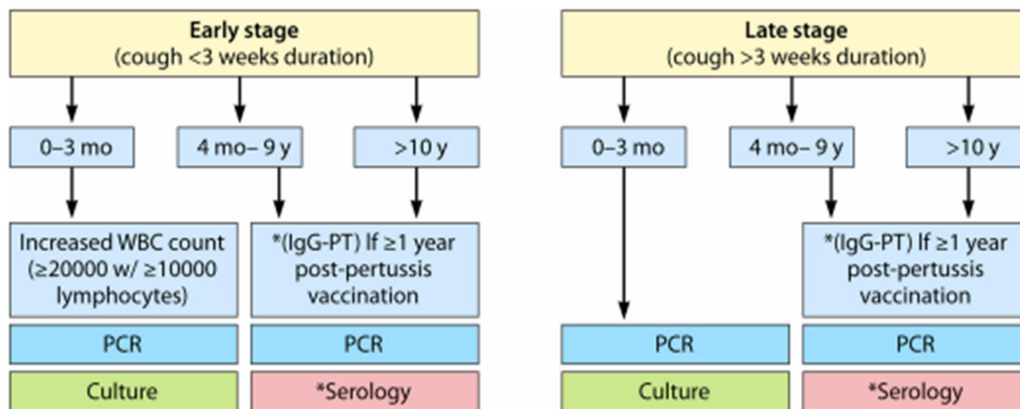 Early stage
(cough <3 weeks duration)
0–3 mo
4 mo– 9 y
>10 y
Increased WBC count
(≥20000 w/ ≥10000
lymphocytes)
*(IgG-PT) If ≥1 year
post-pertussis
vaccination
PCR
PCR
Culture
*Serology
Late stage
(cough >3 weeks duration)
0–3 mo
4 mo– 9 y
>10 y
*(IgG-PT) If ≥1 year
post-pertussis
vaccination
PCR
PCR
Culture
*Serology